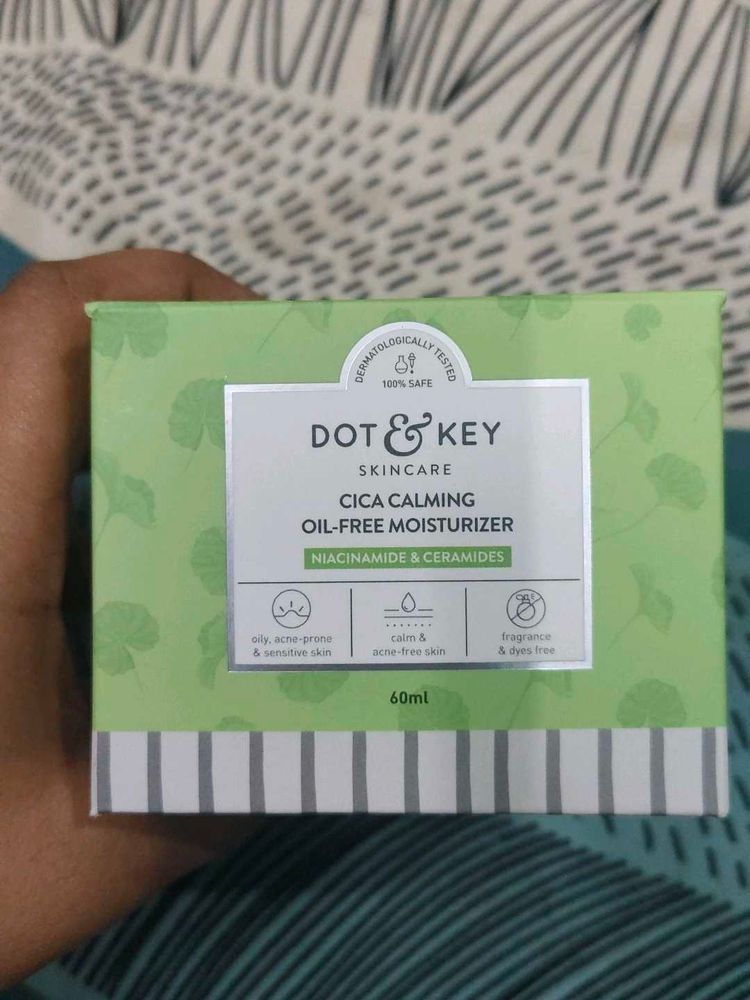 DERMATOLOGICALLY TESTED
100% SAFE
DOT & KEY
SKINCARE
CICA CALMING
OIL-FREE MOISTURIZER
NIACINAMIDE & CERAMIDES
oily, acne-prone
& sensitive skin
calm &
acne-free skin
fragrance
& dyes free
60ml